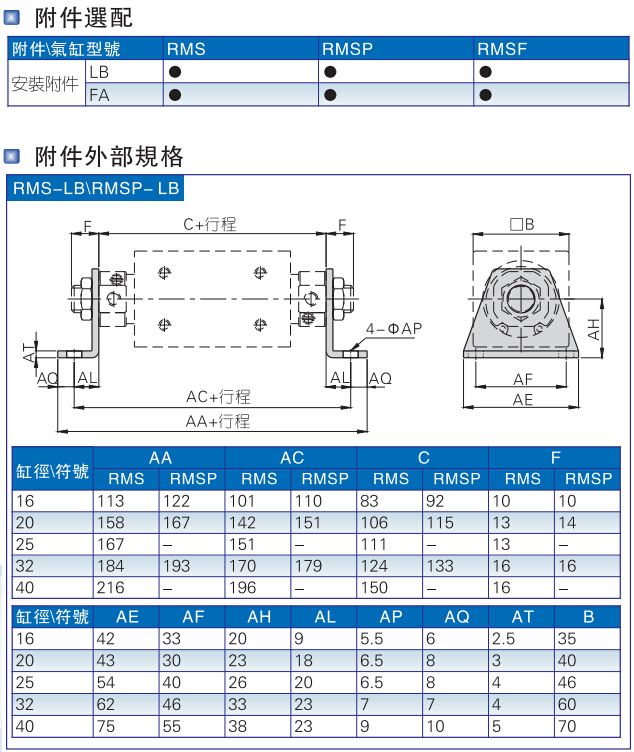 附件選配
附件\氣缸型號 RMS RMSP RMSF
安裝附件 LB ● ● ●
FA ● ● ●
附件外部規格
RMS-LB\RMSP-LB
F C+行程 F □B
4-ΦAP
AT AH
AQ AL AL AQ AF
AC+行程 AE
AA+行程
缸徑\符號 AA AC C F
RMS RMSP RMS RMSP RMS RMSP RMS RMSP
16 113 122 101 110 83 92 10 10
20 158 167 142 151 106 115 13 14
25 167 – 151 – 111 – 13 –
32 184 193 170 179 124 133 16 16
40 216 – 196 – 150 – 16 –
缸徑\符號 AE AF AH AL AP AQ AT B
16 42 33 20 9 5.5 6 2.5 35
20 43 30 23 18 6.5 8 3 40
25 54 40 26 20 6.5 8 4 46
32 62 46 33 23 7 7 4 60
40 75 55 38 23 9 10 5 70